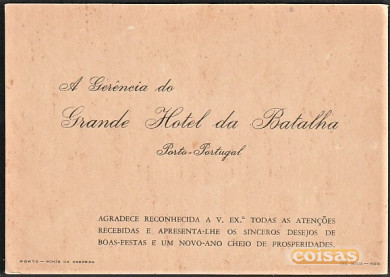 A Gerência do
Grande Hotel da Batalha
Porto-Portugal
AGRADECE RECONHECIDA A V. EX.ª TODAS AS ATENÇÕES
RECEBIDAS E APRESENTA-LHE OS SINCEROS DESEJOS DE
BOAS-FESTAS E UM NOVO-ANO CHEIO DE PROSPERIDADES.
PORTO —
coisas